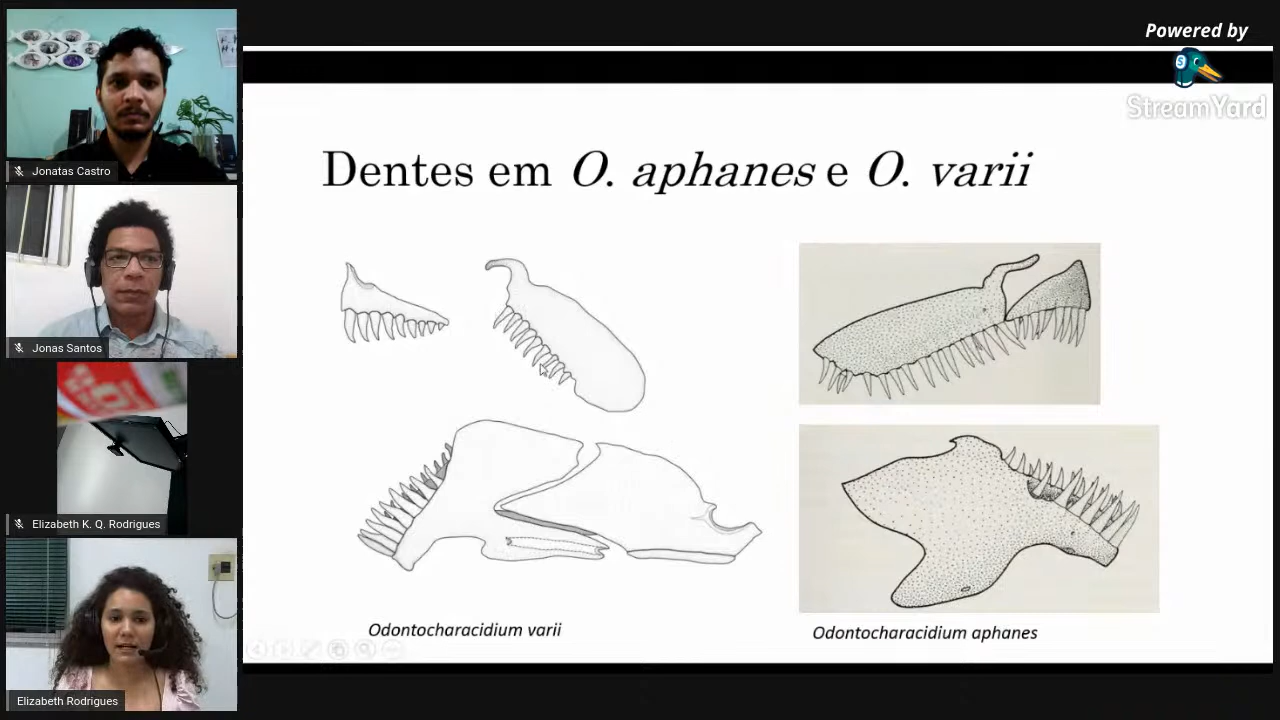 Powered by
StreamYard
Dentes em O. aphanes e O. varii
Odontocharacidium varii
Odontocharacidium aphanes
Jonatas Castro
Jonas Santos
Elizabeth K. Q. Rodrigues
Elizabeth Rodrigues